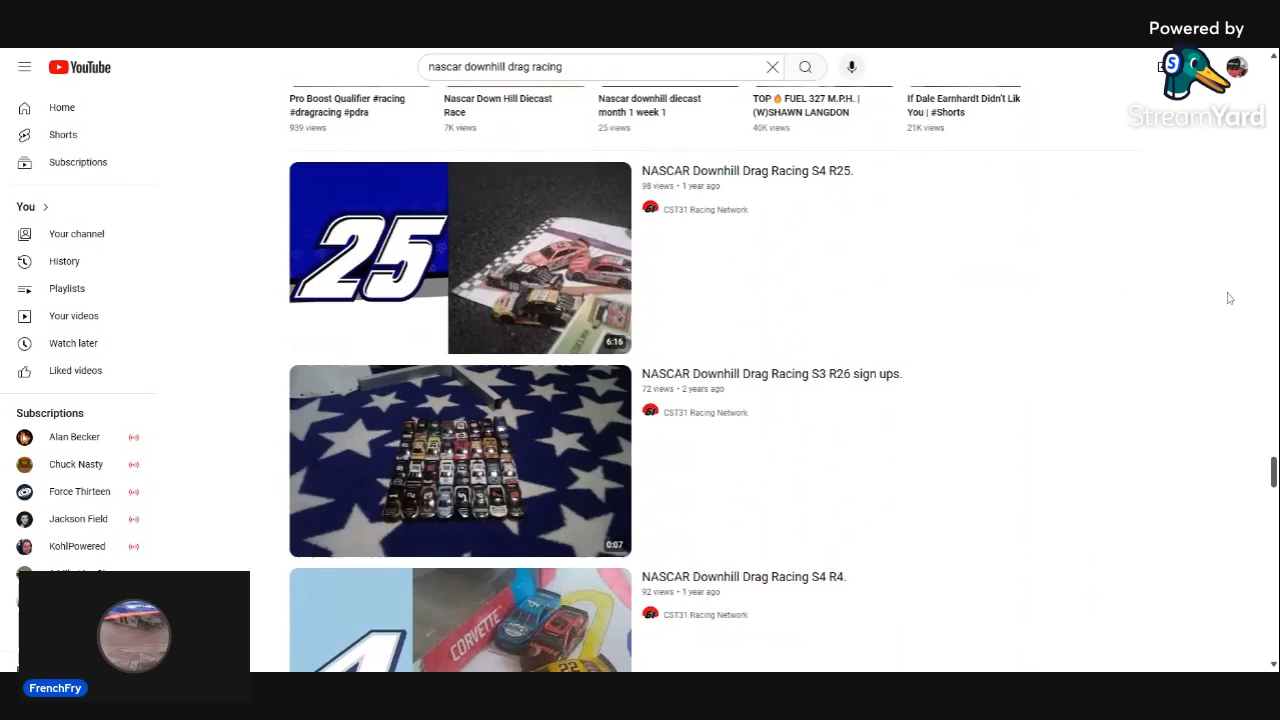 Powered by
StreamYard
YouTube
nascar downhill drag racing
Home
Shorts
Subscriptions
You
Your channel
History
Playlists
Your videos
Watch later
Liked videos
Subscriptions
Alan Becker
Chuck Nasty
Force Thirteen
Jackson Field
KohlPowered
FrenchFry
Pro Boost Qualifier #racing
#dragracing #pdra
939 views
Nascar Down Hill Diecast
Race
7K views
Nascar downhill diecast
month 1 week 1
25 views
TOP🔥FUEL 327 M.P.H. |
(W)SHAWN LANGDON
40K views
If Dale Earnhardt Didn't Lik
You | #Shorts
21K views
25
6:16
NASCAR Downhill Drag Racing S4 R25.
98 views • 1 year ago
CST31 Racing Network
0:07
NASCAR Downhill Drag Racing S3 R26 sign ups.
72 views • 2 years ago
CST31 Racing Network
4
CORVETTE
22
NASCAR Downhill Drag Racing S4 R4.
92 views • 1 year ago
CST31 Racing Network